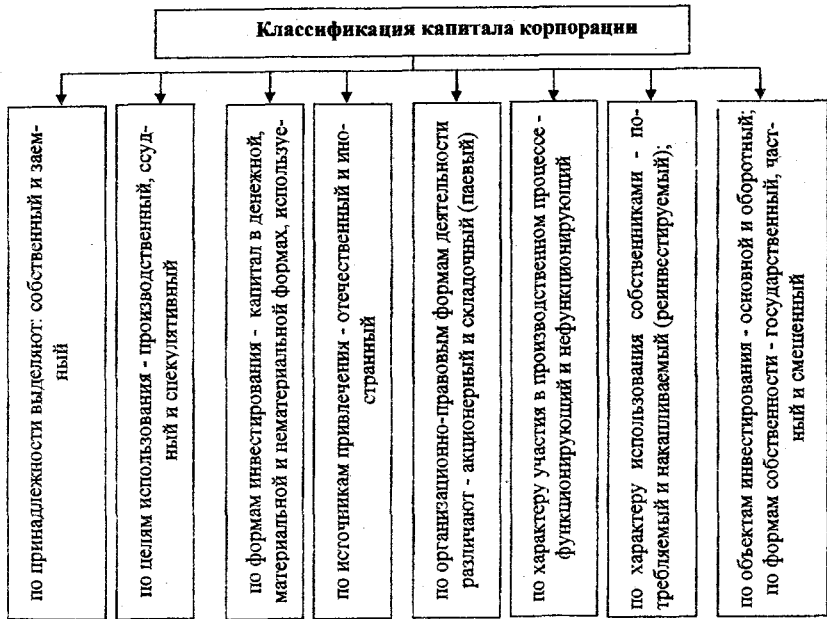 Классификация капитала корпорации
по принадлежности выделяют: собственный и заем-
ный
по целям использования - производственный, ссуд-
ный и спекулятивный
по формам инвестирования - капитал в денежной,
материальной и нематериальной формах, используе-
по источникам привлечения - отечественный и ино-
странный
по организационно-правовым формам деятельности
различают - акционерный и складочный (паевый)
по характеру участия в производственном процессе -
функционирующий и нефункционирующий
по характеру использования собственниками - по-
требляемый и накапливаемый (реинвестируемый);
по объектам инвестирования - основной и оборотный;
по формам собственности - государственный, част-
ный и смешенный